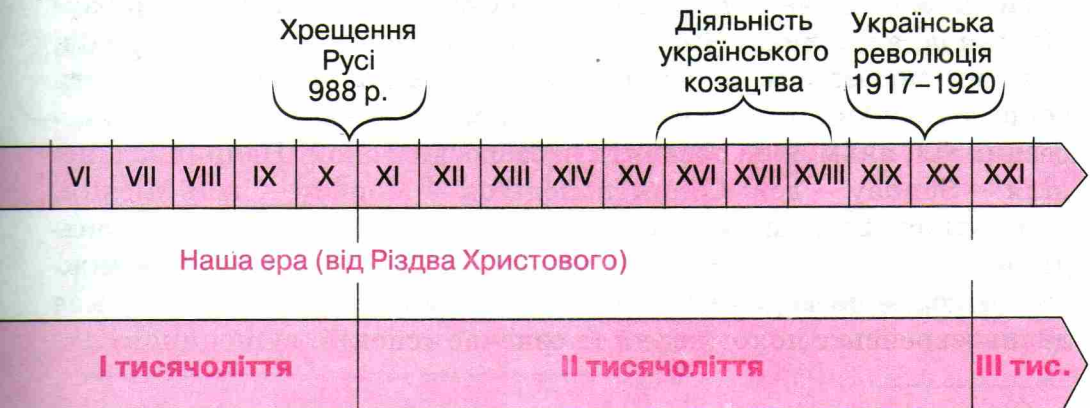 Хрещення
Русі
988 р.
Діяльність
українського
козацтва
Українська
революція
1917–1920
VI VII VIII IX X XI XII XIII XIV XV XVI XVII XVIII XIX XX XXI
Наша ера (від Різдва Христового)
I тисячоліття II тисячоліття III тис.